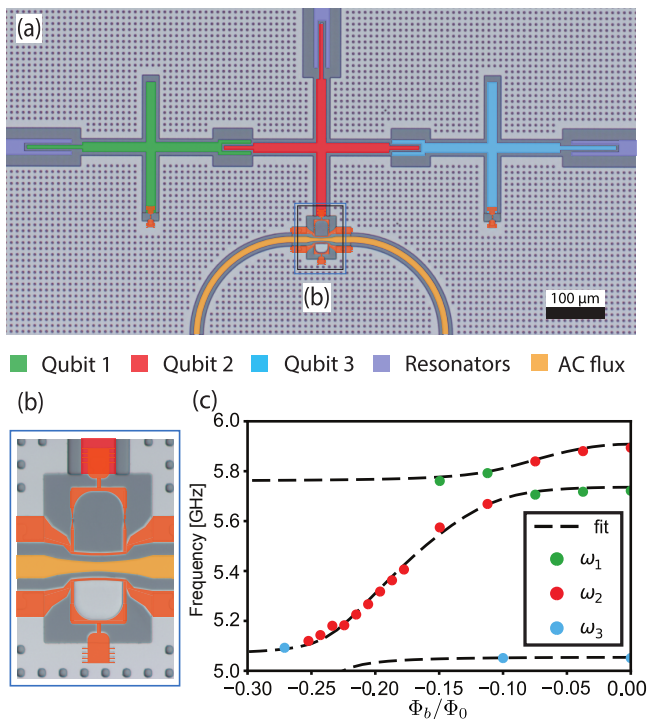 (a)
(b)
100 μm
Qubit 1 Qubit 2 Qubit 3 Resonators AC flux
(b)
(c)
6.0
5.8
5.6
5.4
5.2
5.0
Frequency [GHz]
fit
ω₁
ω₂
ω₃
−0.30 −0.25 −0.20 −0.15 −0.10 −0.05 0.00
Φ_b/Φ_0